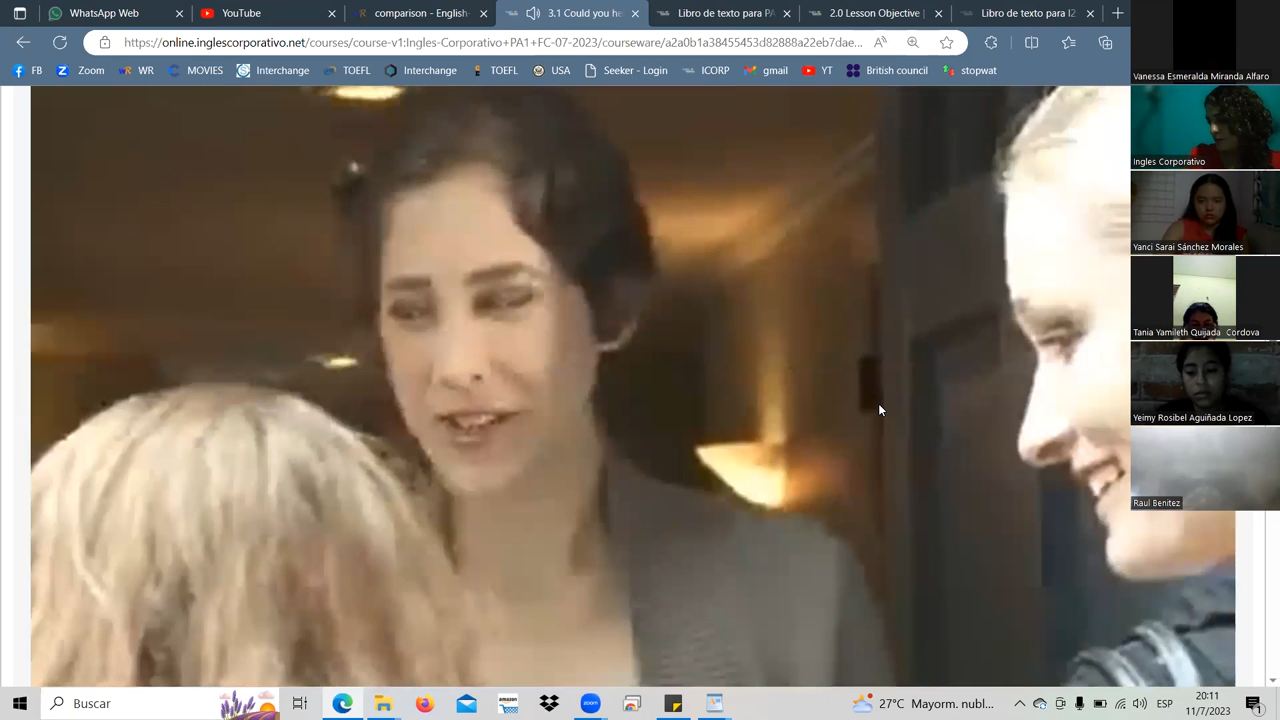 WhatsApp Web
YouTube
comparison - English-
3.1 Could you he
Libro de texto para PA
2.0 Lesson Objective |
Libro de texto para I2
https://online.inglescorporativo.net/courses/course-v1:Ingles-Corporativo+PA1+FC-07-2023/courseware/a2a0b1a38455453d82888a22eb7dae...
FB
Zoom
WR
MOVIES
Interchange
TOEFL
Interchange
TOEFL
USA
Seeker - Login
ICORP
gmail
YT
British council
stopwat
Vanessa Esmeralda Miranda Alfaro
Ingles Corporativo
Yanci Sarai Sánchez Morales
Tania Yamileth Quijada Cordova
Yeimy Rosibel Aguiñada Lopez
Raul Benitez
Buscar
27°C Mayorm. nubl...
ESP
20:11
11/7/2023